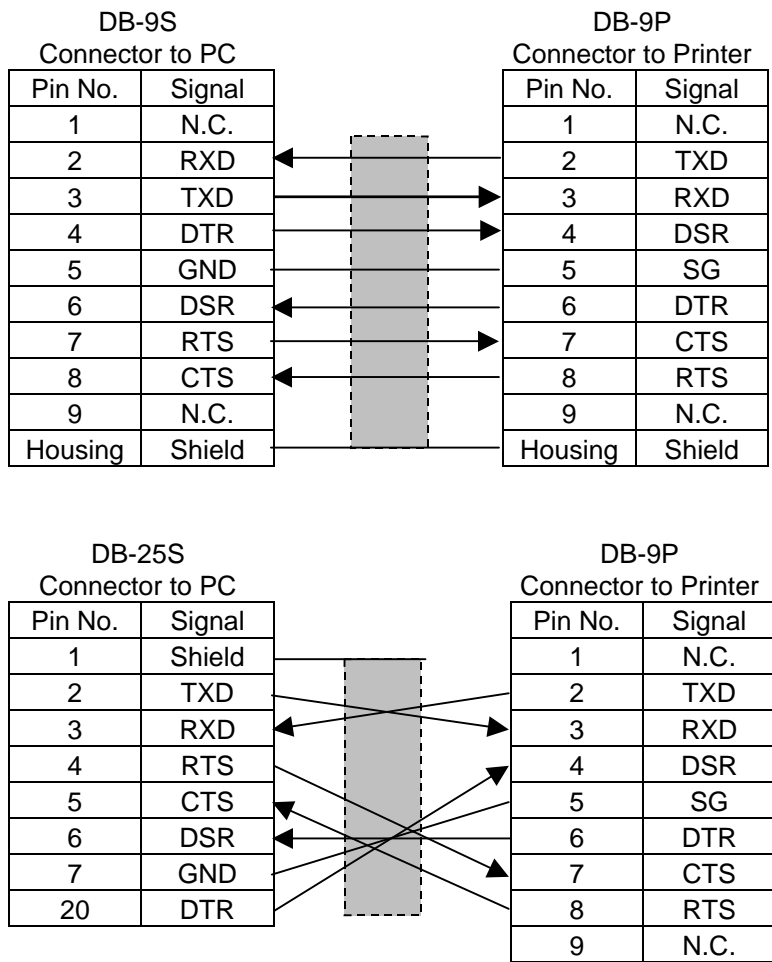 DB-9S DB-9P
Connector to PC Connector to Printer
Pin No. Signal Pin No. Signal
1 N.C. 1 N.C.
2 RXD 2 TXD
3 TXD 3 RXD
4 DTR 4 DSR
5 GND 5 SG
6 DSR 6 DTR
7 RTS 7 CTS
8 CTS 8 RTS
9 N.C. 9 N.C.
Housing Shield Housing Shield
DB-25S DB-9P
Connector to PC Connector to Printer
Pin No. Signal Pin No. Signal
1 Shield 1 N.C.
2 TXD 2 TXD
3 RXD 3 RXD
4 RTS 4 DSR
5 CTS 5 SG
6 DSR 6 DTR
7 GND 7 CTS
20 DTR 8 RTS
9 N.C.